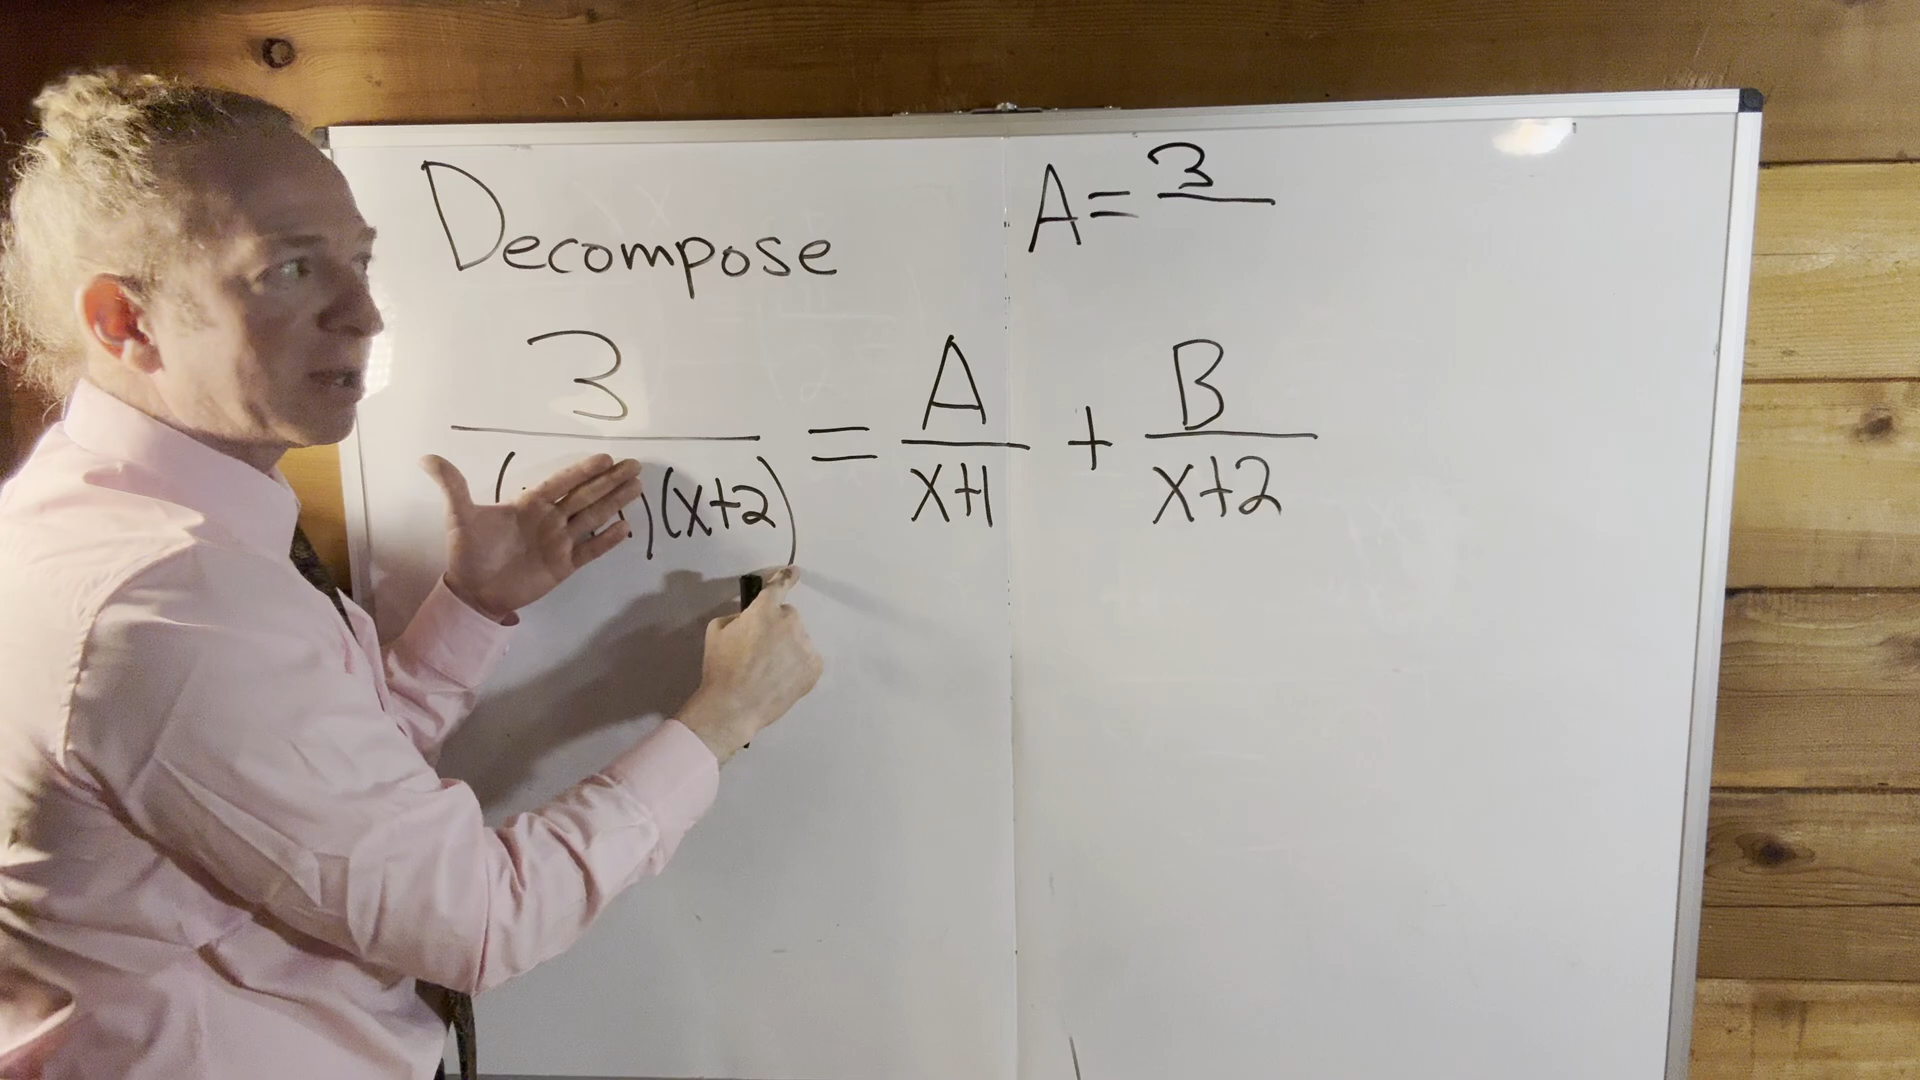 Decompose
A = 3
3 / ( )(x+2) = A / x+1 + B / x+2